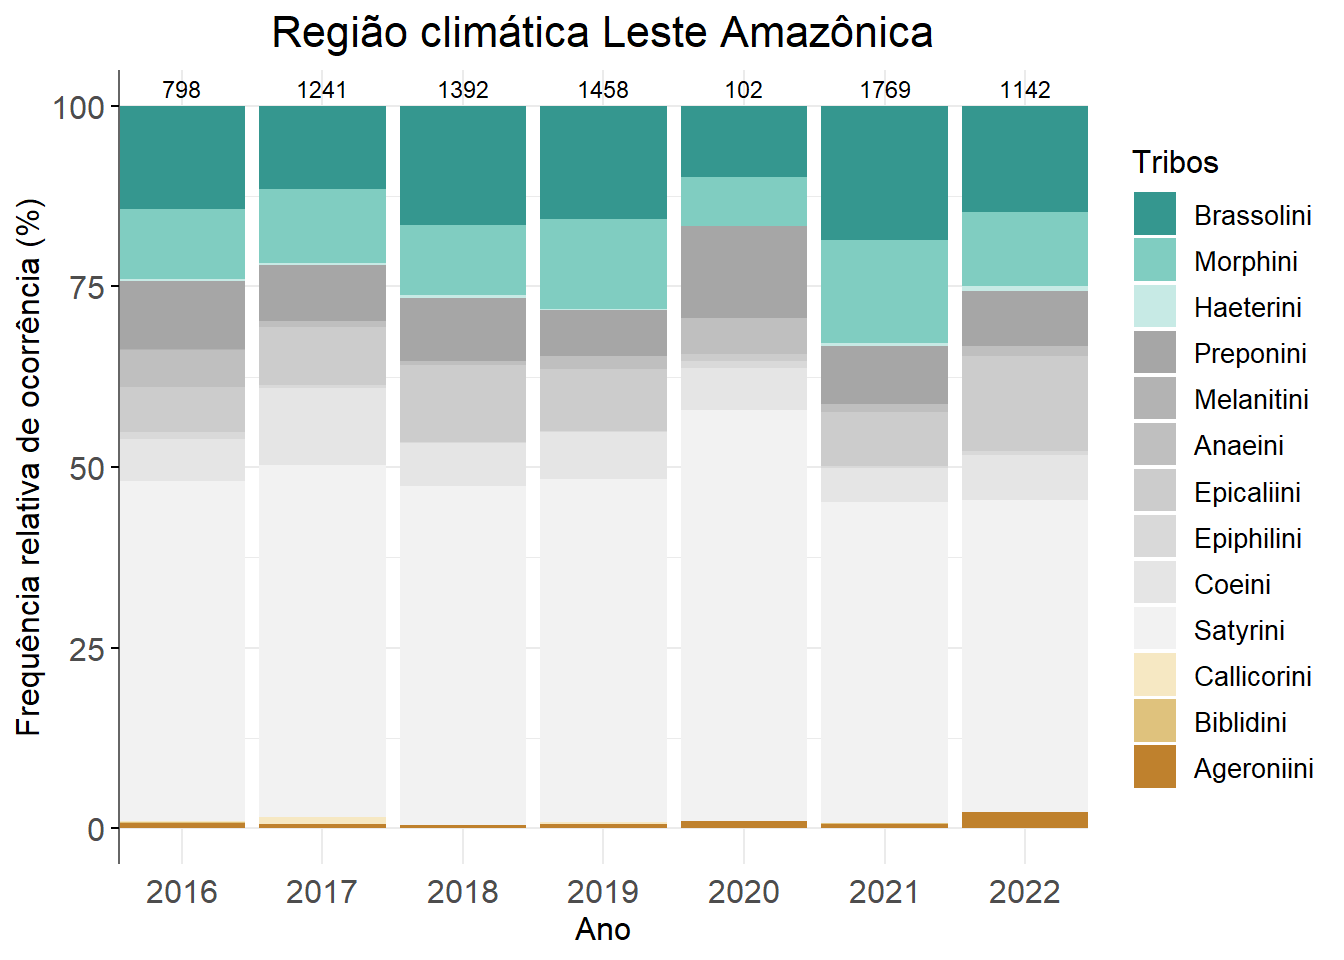 Região climática Leste Amazônica
798 1241 1392 1458 102 1769 1142
100
75
50
25
0
Frequência relativa de ocorrência (%)
2016 2017 2018 2019 2020 2021 2022
Ano
Tribos
Brassolini
Morphini
Haeterini
Preponini
Melanitini
Anaeini
Epicaliini
Epiphilini
Coeini
Satyrini
Callicorini
Biblidini
Ageroniini